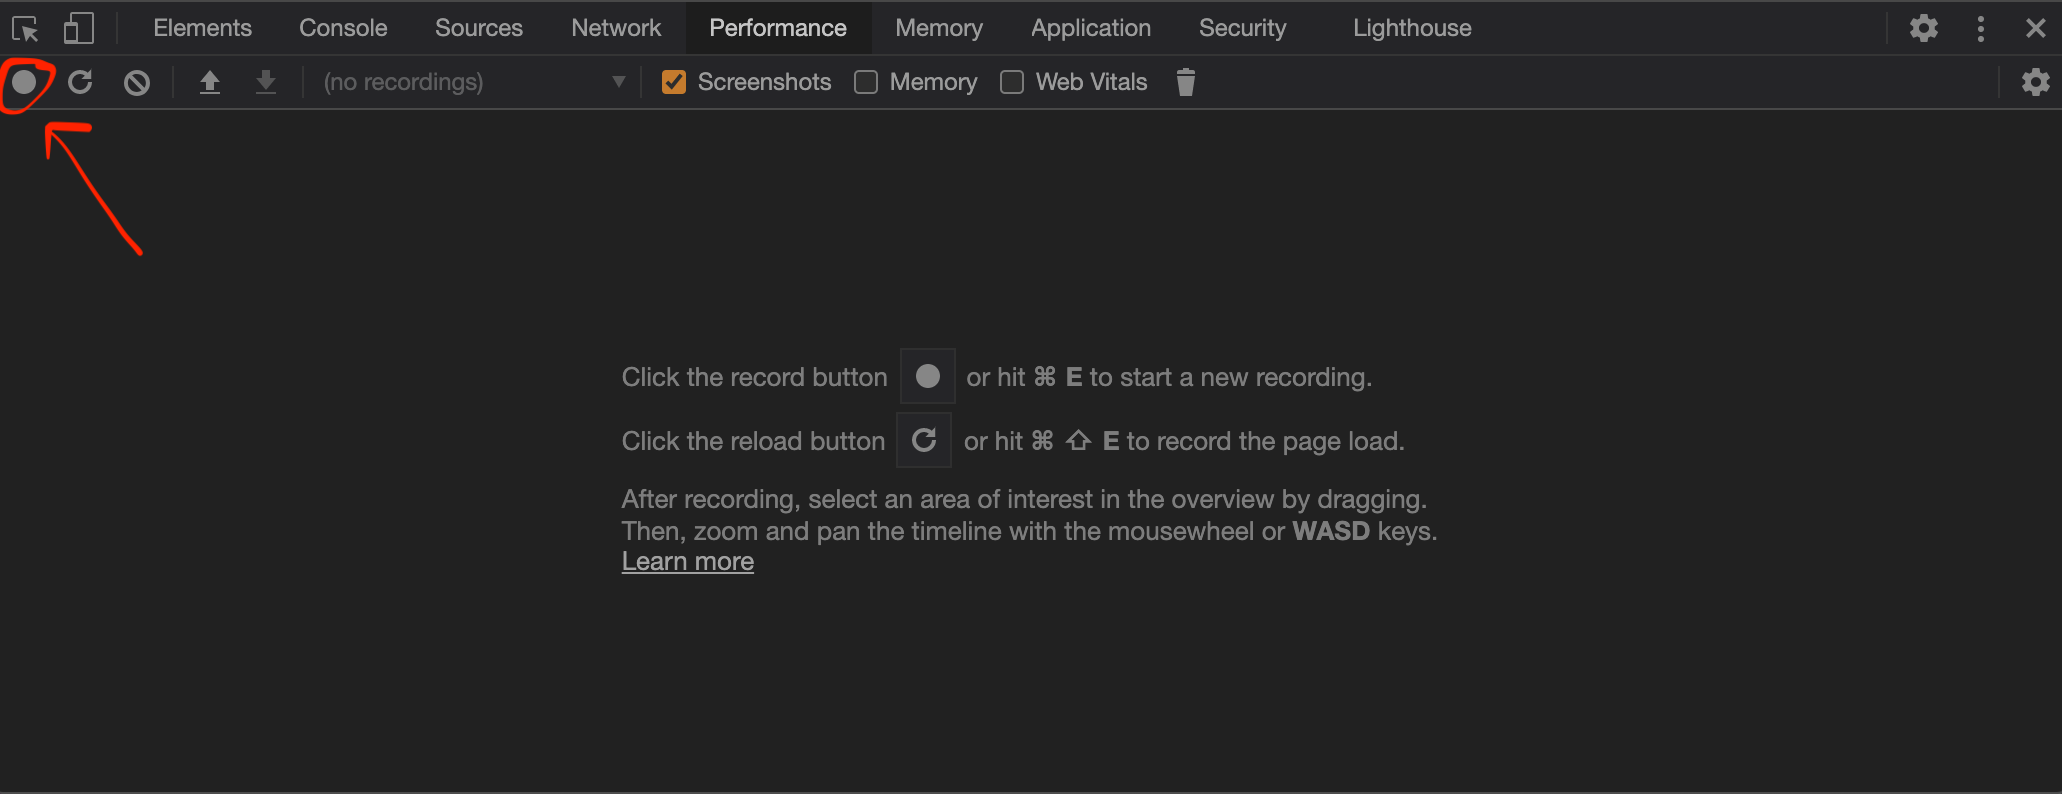 Elements Console Sources Network Performance Memory Application Security Lighthouse
(no recordings) Screenshots Memory Web Vitals
Click the record button or hit ⌘ E to start a new recording.
Click the reload button or hit ⌘ ⇧ E to record the page load.
After recording, select an area of interest in the overview by dragging.
Then, zoom and pan the timeline with the mousewheel or WASD keys.
Learn more